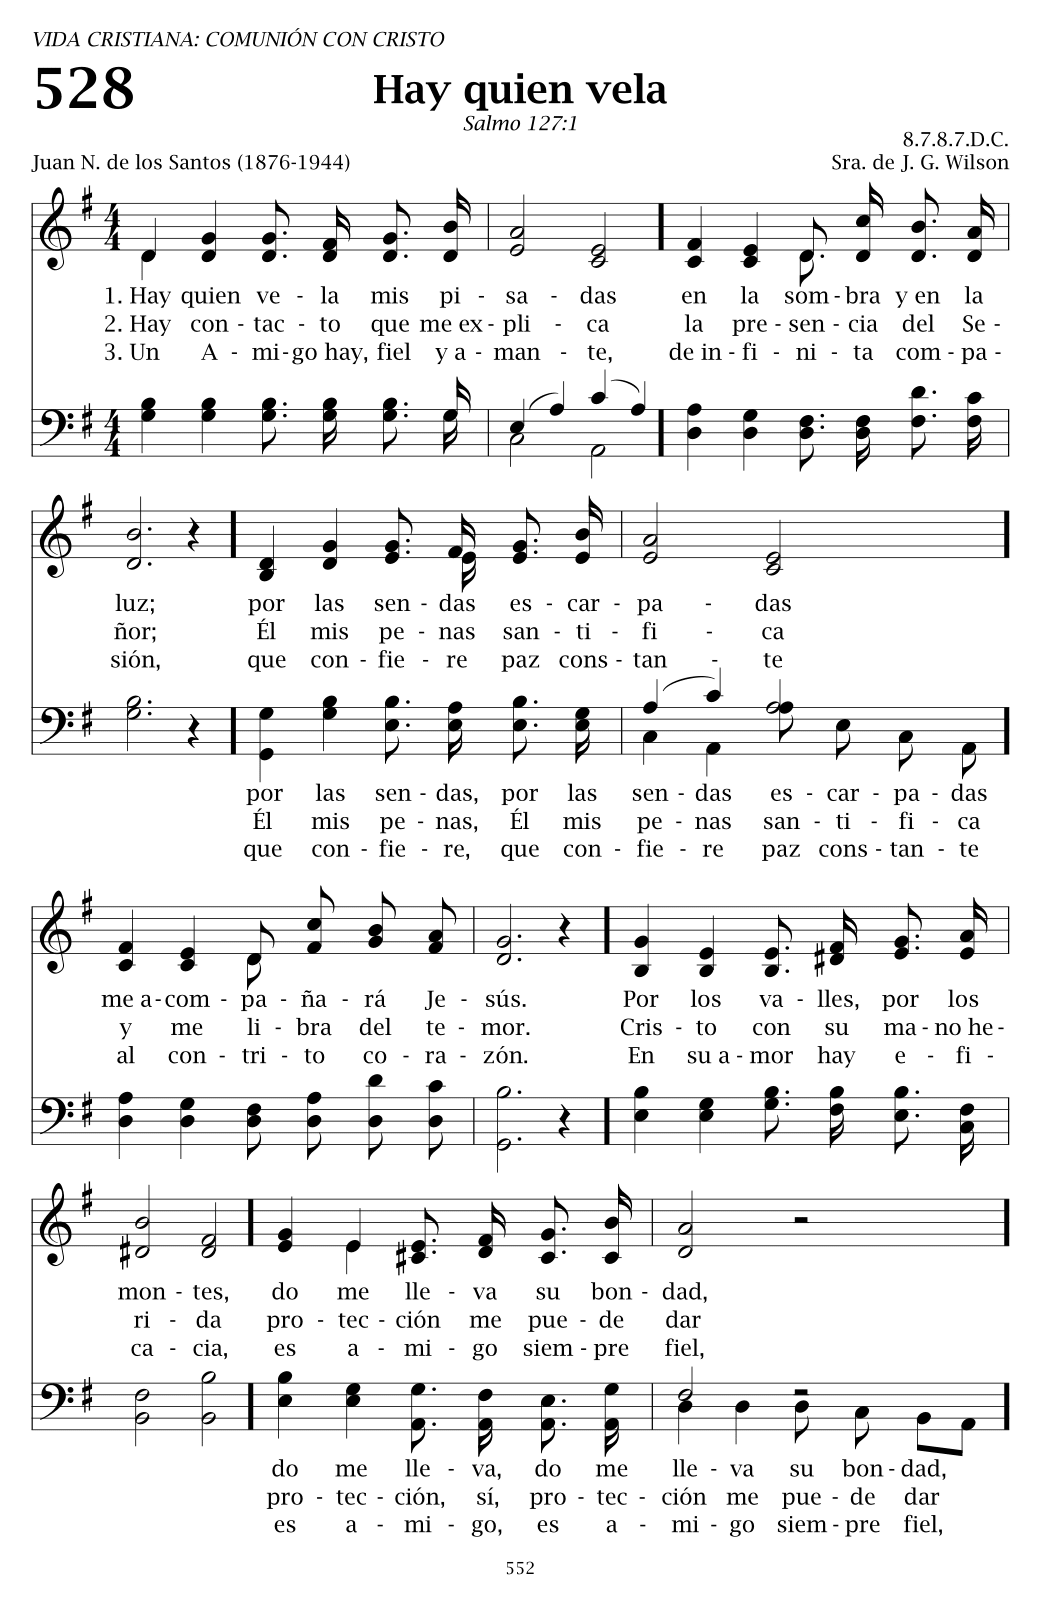 VIDA CRISTIANA: COMUNIÓN CON CRISTO
528
Hay quien vela
Salmo 127:1
8.7.8.7.D.C.
Juan N. de los Santos (1876-1944)
Sra. de J. G. Wilson
1. Hay quien ve - la mis pi - sa - das en la som - bra y en la
2. Hay con - tac - to que me ex - pli - ca la pre - sen - cia del Se -
3. Un A - mi - go hay, fiel y a - man - te, de in - fi - ni - ta com - pa -
luz; por las sen - das es - car - pa - das
ñor; Él mis pe - nas san - ti - fi - ca
sión, que con - fie - re paz cons - tan - te
por las sen - das, por las sen - das es - car - pa - das
Él mis pe - nas, Él mis pe - nas san - ti - fi - ca
que con - fie - re, que con - fie - re paz cons - tan - te
me a - com - pa - ña - rá Je - sús. Por los va - lles, por los
y me li - bra del te - mor. Cris - to con su ma - no he -
al con - tri - to co - ra - zón. En su a - mor hay e - fi -
mon - tes, do me lle - va su bon - dad,
ri - da pro - tec - ción me pue - de dar
ca - cia, es a - mi - go siem - pre fiel,
do me lle - va, do me lle - va su bon - dad,
pro - tec - ción, sí, pro - tec - ción me pue - de dar
es a - mi - go, es a - mi - go siem - pre fiel,
552